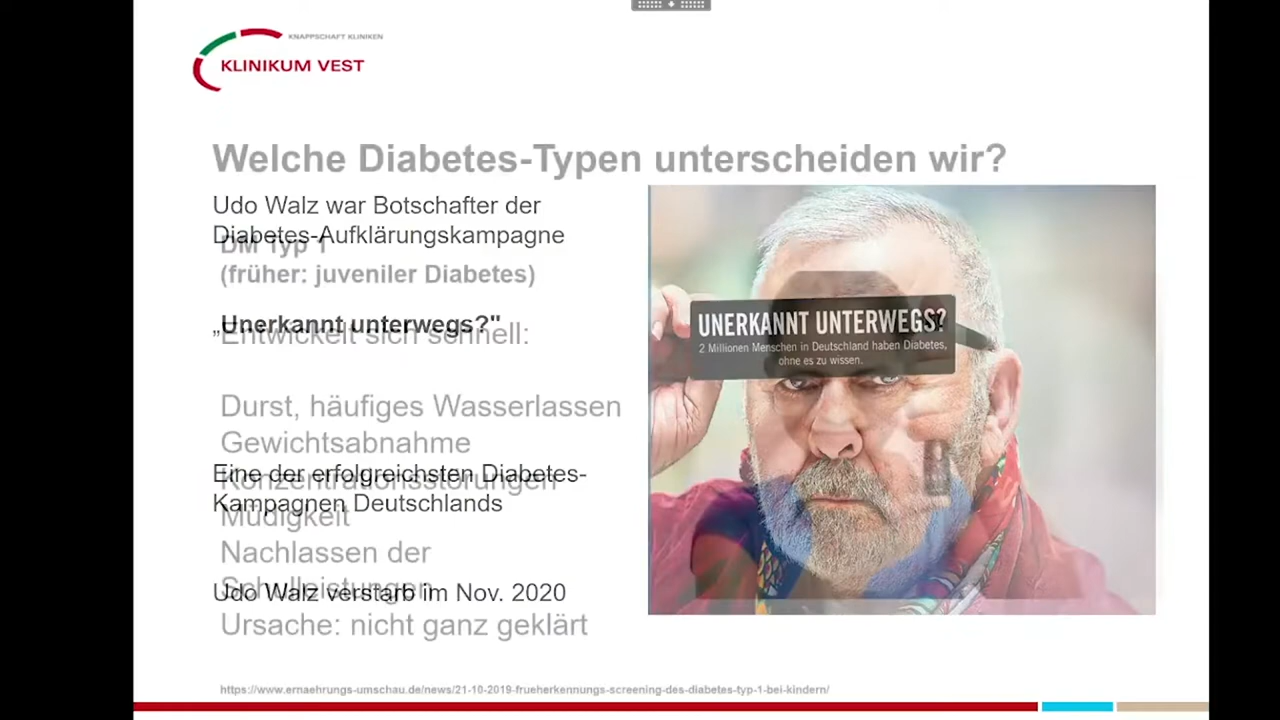 KNAPPSCHAFT KLINIKEN
KLINIKUM VEST
Welche Diabetes-Typen unterscheiden wir?
Udo Walz war Botschafter der
Diabetes-Aufklärungskampagne
DM Typ 1
(früher: juveniler Diabetes)
„Unerkannt unterwegs?"
Entwickelt sich schnell:
Durst, häufiges Wasserlassen
Gewichtsabnahme
Eine der erfolgreichsten Diabetes-
Konzentrationsstörungen
Kampagnen Deutschlands
Müdigkeit
Nachlassen der
Schulleistungen
Udo Walz verstarb im Nov. 2020
Ursache: nicht ganz geklärt
UNERKANNT UNTERWEGS?
2 Millionen Menschen in Deutschland haben Diabetes,
ohne es zu wissen.
https://www.ernaehrungs-umschau.de/news/21-10-2019-frueherkennungs-screening-des-diabetes-typ-1-bei-kindern/